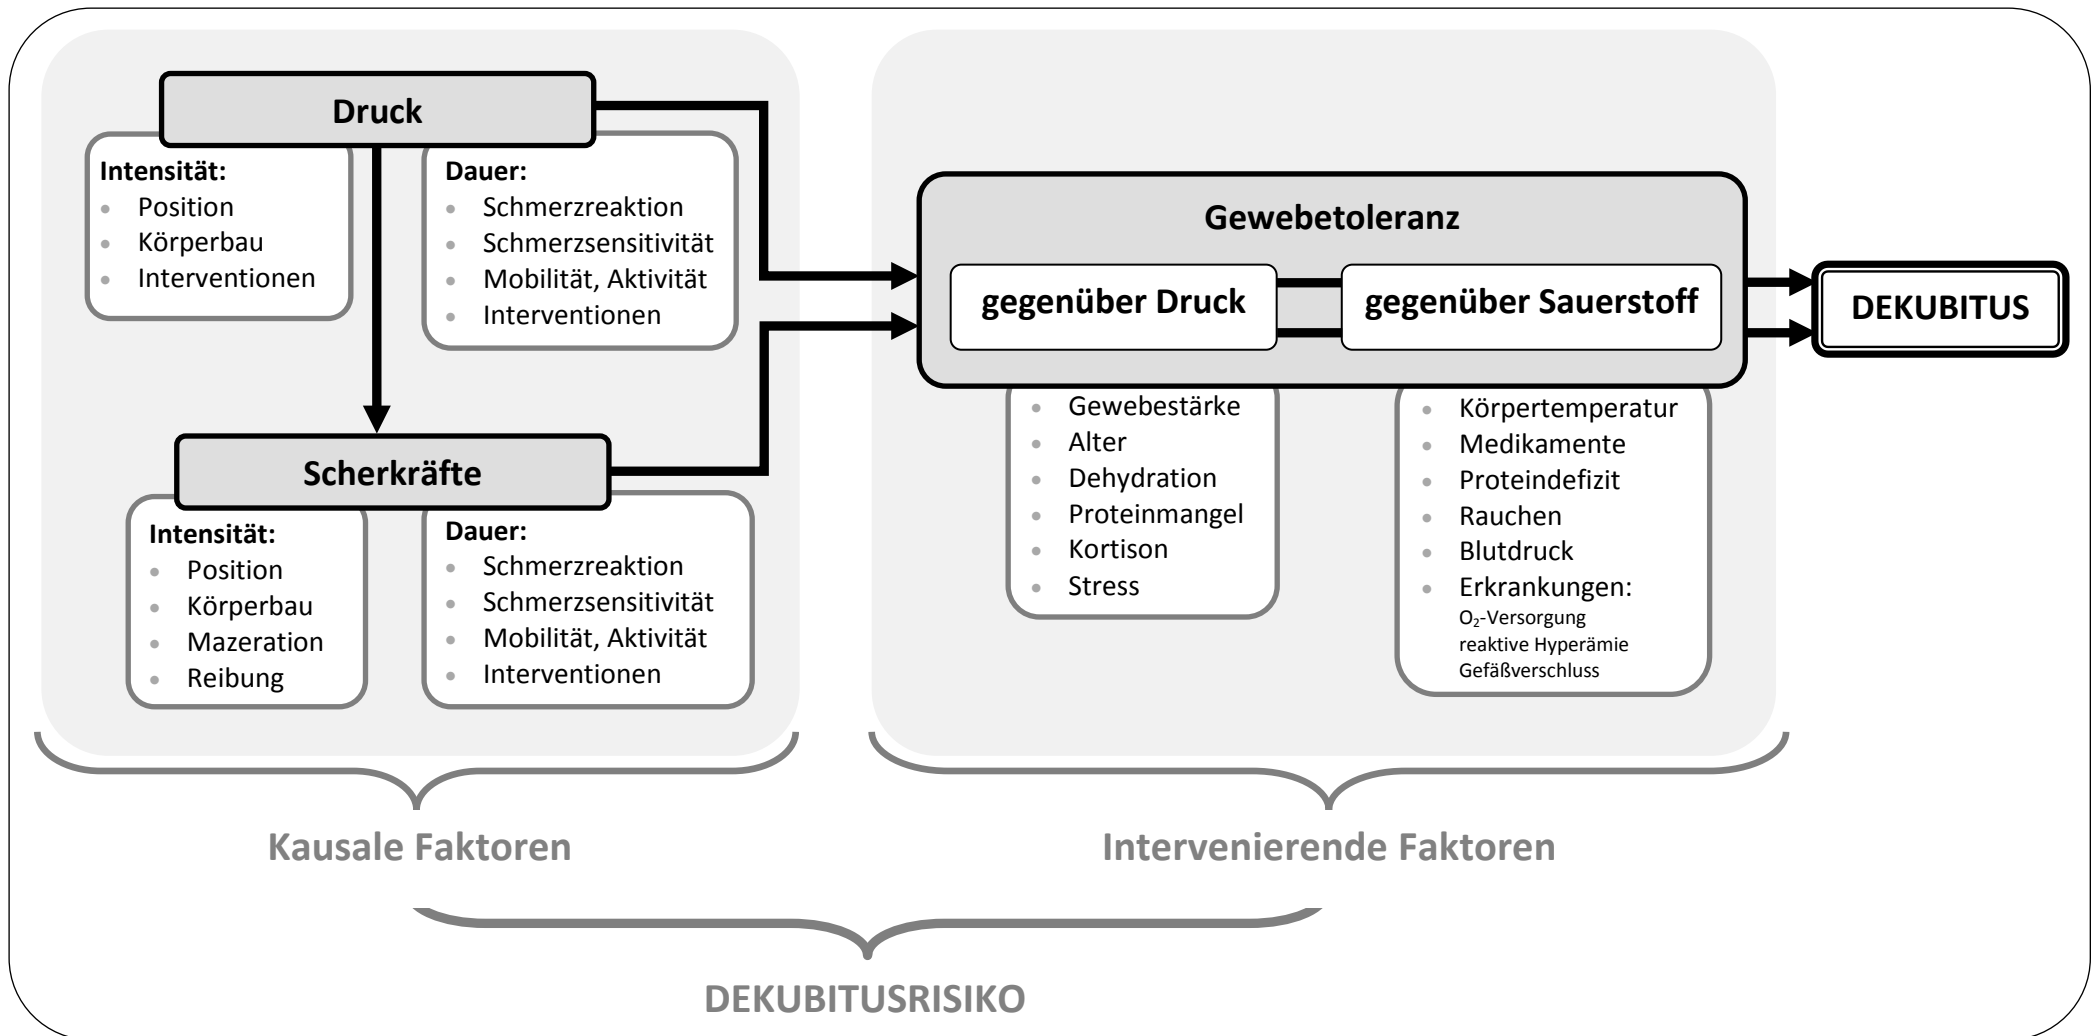 Druck
Intensität:
Position
Körperbau
Interventionen
Dauer:
Schmerzreaktion
Schmerzsensitivität
Mobilität, Aktivität
Interventionen
Scherkräfte
Intensität:
Position
Körperbau
Mazeration
Reibung
Dauer:
Schmerzreaktion
Schmerzsensitivität
Mobilität, Aktivität
Interventionen
Gewebetoleranz
gegenüber Druck
gegenüber Sauerstoff
Gewebestärke
Alter
Dehydration
Proteinmangel
Kortison
Stress
Körpertemperatur
Medikamente
Proteindefizit
Rauchen
Blutdruck
Erkrankungen:
O₂-Versorgung
reaktive Hyperämie
Gefäßverschluss
DEKUBITUS
Kausale Faktoren
Intervenierende Faktoren
DEKUBITUSRISIKO